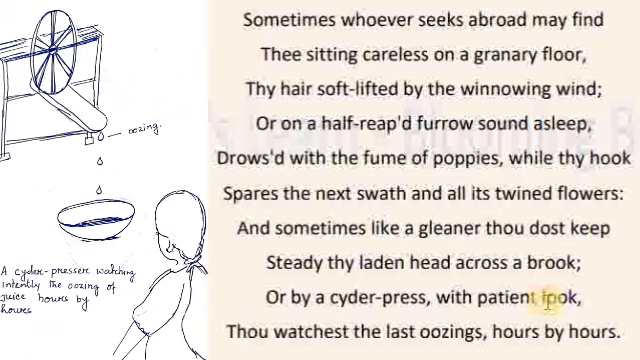 oozing.
A cyder-presser watching
intently the oozing of
juice hours by
hours
Sometimes whoever seeks abroad may find
Thee sitting careless on a granary floor,
Thy hair soft-lifted by the winnowing wind;
Or on a half-reap'd furrow sound asleep,
Drows'd with the fume of poppies, while thy hook
Spares the next swath and all its twined flowers:
And sometimes like a gleaner thou dost keep
Steady thy laden head across a brook;
Or by a cyder-press, with patient look,
Thou watchest the last oozings, hours by hours.